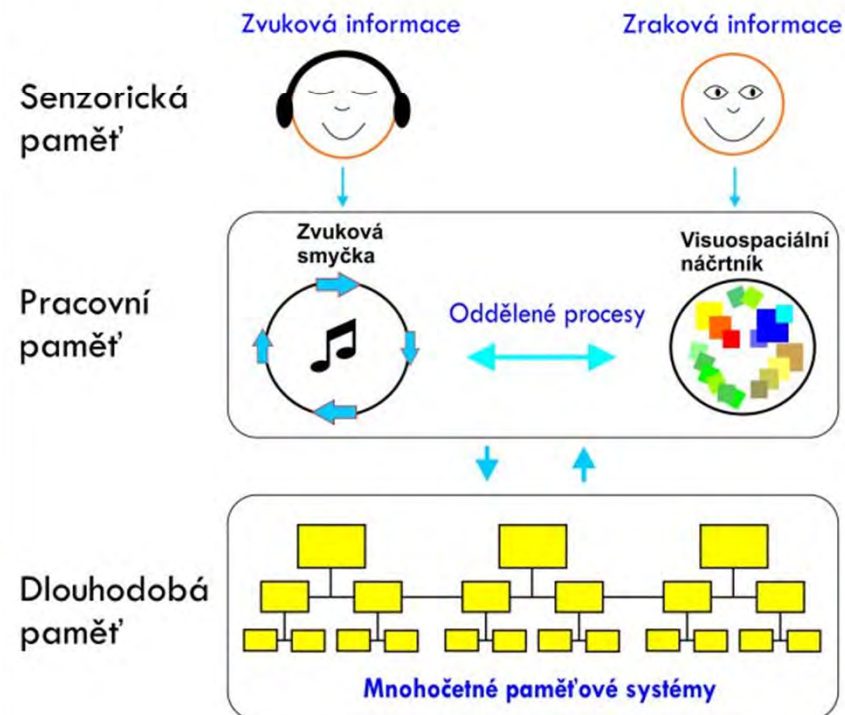 Zvuková informace
Zraková informace
Senzorická
paměť
Zvuková
smyčka
Visuospaciální
náčrtník
Pracovní
paměť
Oddělené procesy
Dlouhodobá
paměť
Mnohočetné paměťové systémy